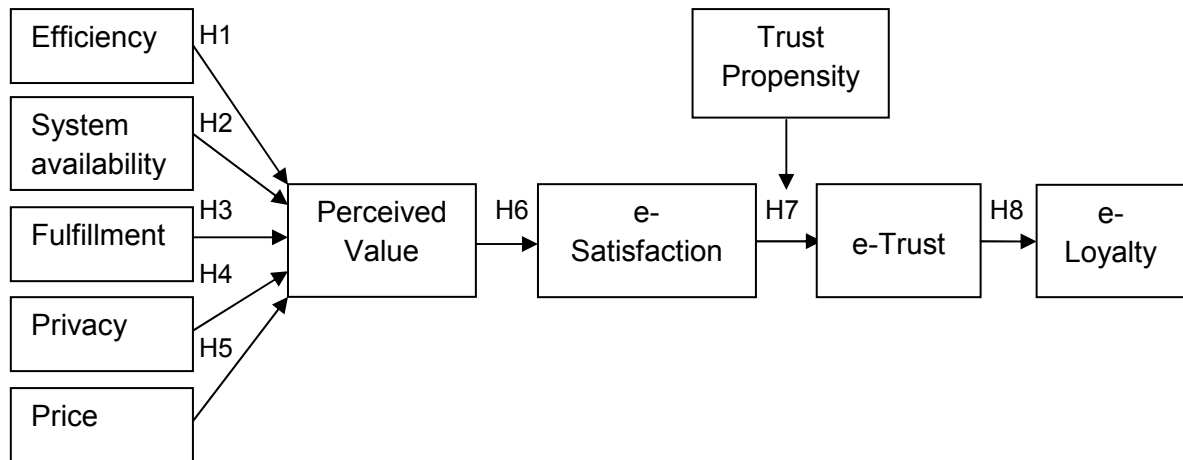 Efficiency
H1
System
availability
H2
Fulfillment
H3
Privacy
H4
Price
H5
Perceived
Value
H6
e-
Satisfaction
Trust
Propensity
H7
e-Trust
H8
e-
Loyalty